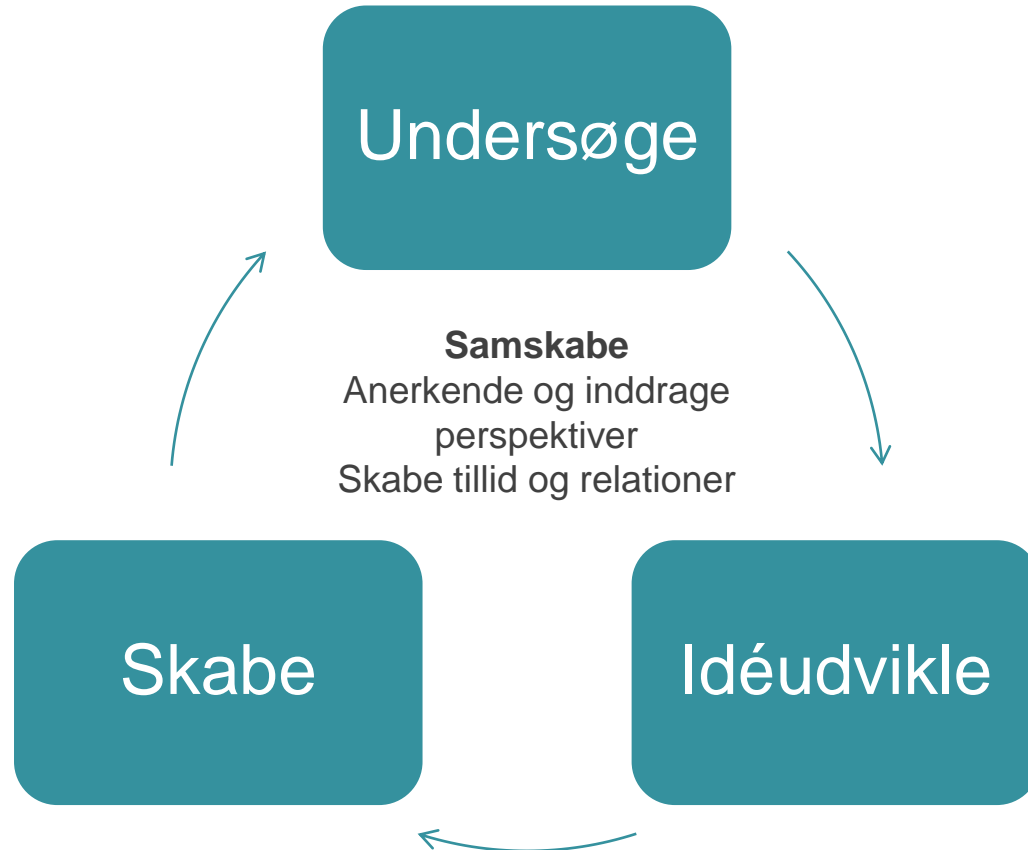 Undersøge
Samskabe
Anerkende og inddrage
perspektiver
Skabe tillid og relationer
Skabe
Idéudvikle